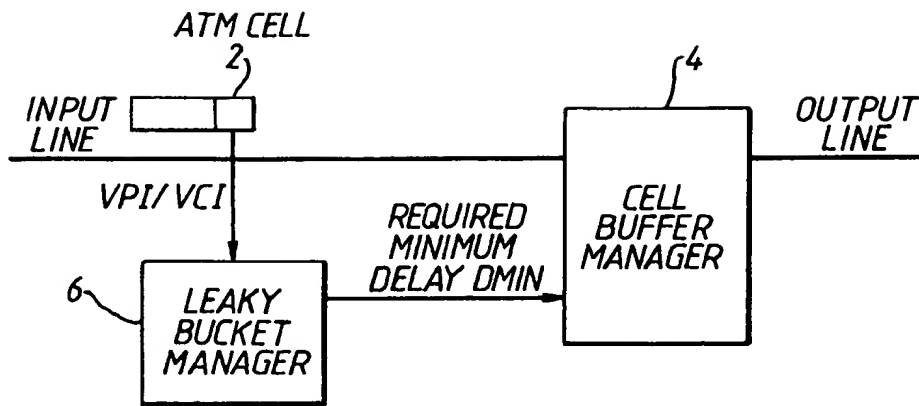 ATM CELL
2
4
INPUT
LINE
OUTPUT
LINE
VPI/VCI
CELL
BUFFER
MANAGER
REQUIRED
MINIMUM
DELAY DMIN
6
LEAKY
BUCKET
MANAGER